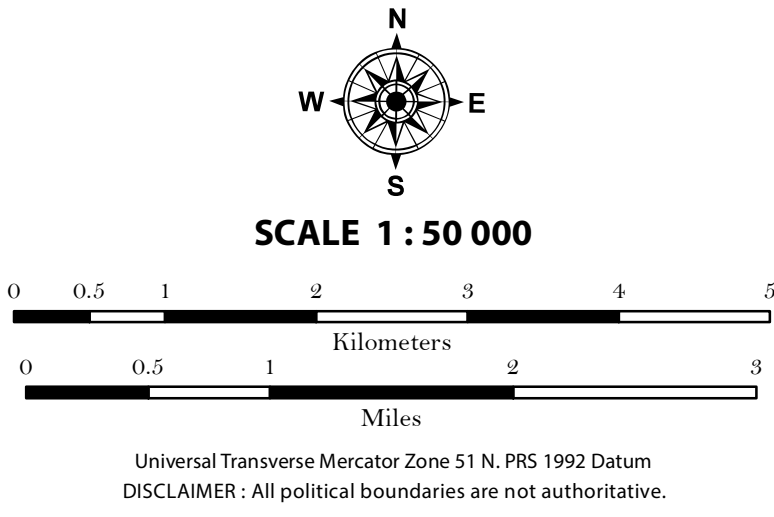 N
W E
S
SCALE 1 : 50 000
0 0.5 1 2 3 4 5
Kilometers
0 0.5 1 2 3
Miles
Universal Transverse Mercator Zone 51 N. PRS 1992 Datum
DISCLAIMER : All political boundaries are not authoritative.